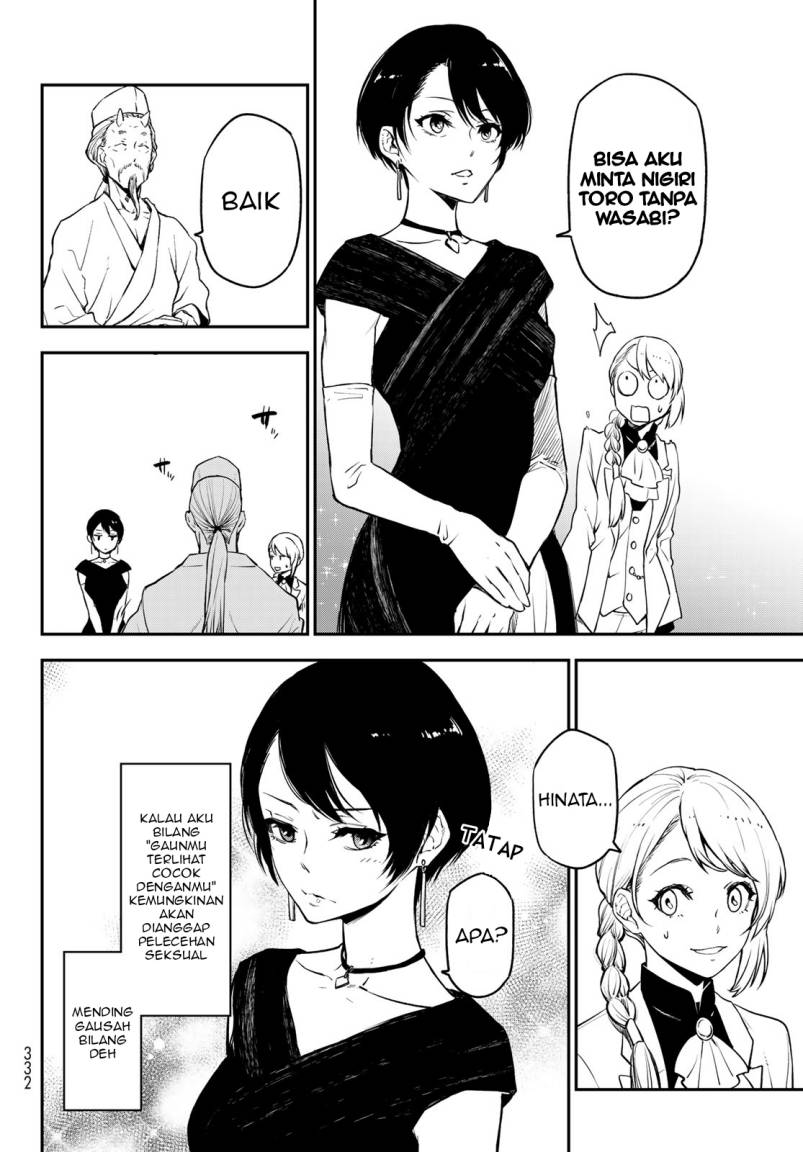 BISA AKU
MINTA NIGIRI
TORO TANPA
WASABI?
BAIK
HINATA...
TATAP
APA?
KALAU AKU
BILANG
"GAUNMU
TERLIHAT
COCOK
DENGANMU"
KEMUNGKINAN
AKAN
DIANGGAP
PELECEHAN
SEKSUAL
MENDING
GAUSAH
BILANG
DEH
332